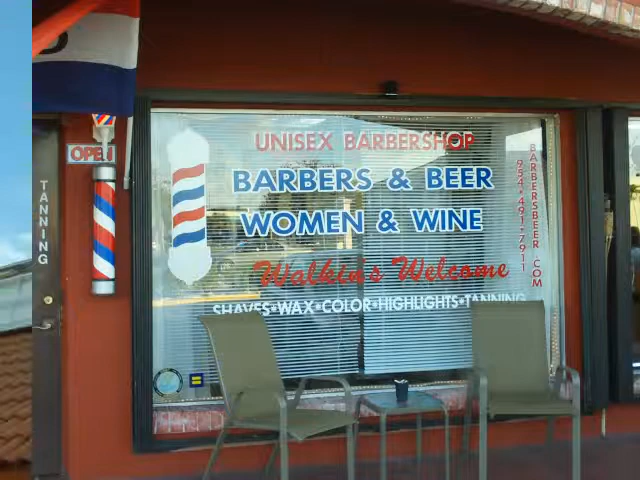 OPEN
TANNING
UNISEX BARBERSHOP
BARBERS & BEER
WOMEN & WINE
Walkin's Welcome
SHAVES•WAX•COLOR•HIGHLIGHTS•TANNING
954•491•7911
BARBERSBEER.COM